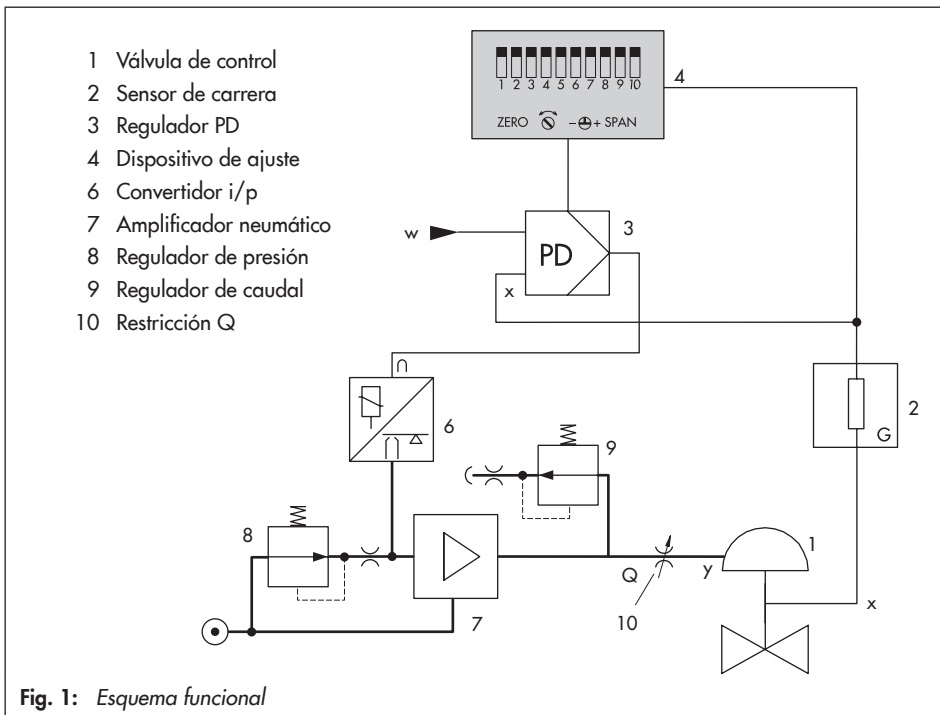 1 Válvula de control
2 Sensor de carrera
3 Regulador PD
4 Dispositivo de ajuste
6 Convertidor i/p
7 Amplificador neumático
8 Regulador de presión
9 Regulador de caudal
10 Restricción Q
1 2 3 4 5 6 7 8 9 10
ZERO - + SPAN
4
w
PD
3
x
2
G
6
9
8
7
Q
10
y
1
x
Fig. 1: Esquema funcional